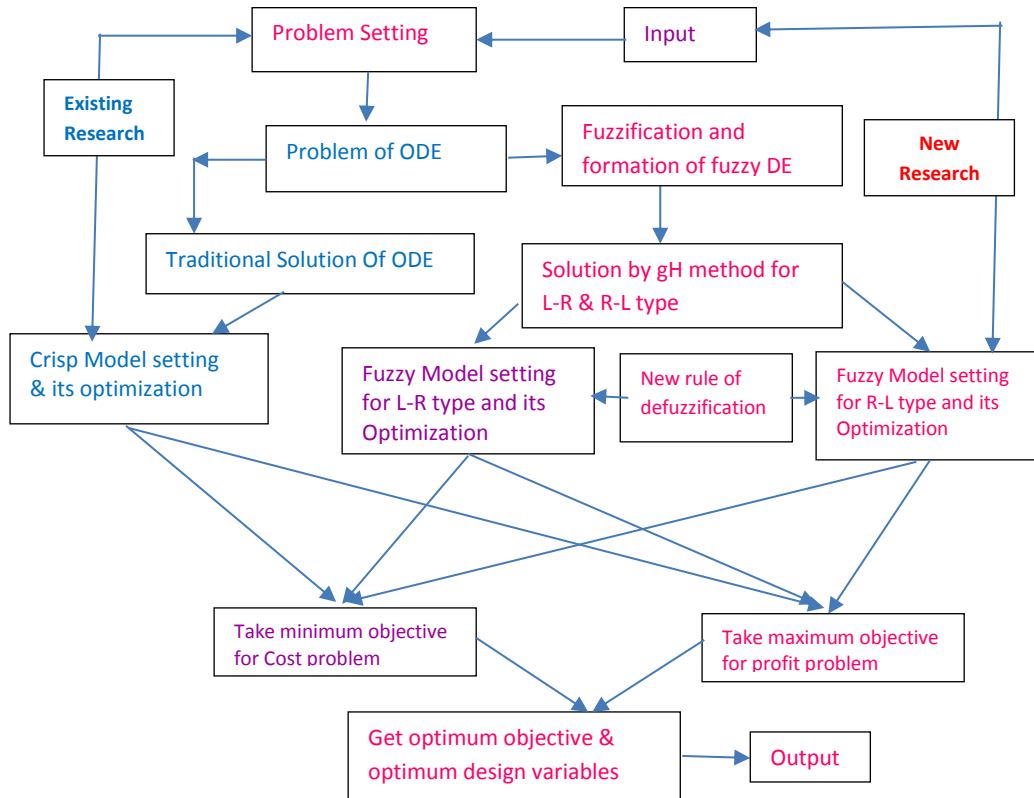 Problem Setting
Input
Existing
Research
New
Research
Problem of ODE
Fuzzification and
formation of fuzzy DE
Traditional Solution Of ODE
Solution by gH method for
L-R & R-L type
Crisp Model setting
& its optimization
Fuzzy Model setting
for L-R type and its
Optimization
New rule of
defuzzification
Fuzzy Model setting
for R-L type and its
Optimization
Take minimum objective
for Cost problem
Take maximum objective
for profit problem
Get optimum objective &
optimum design variables
Output